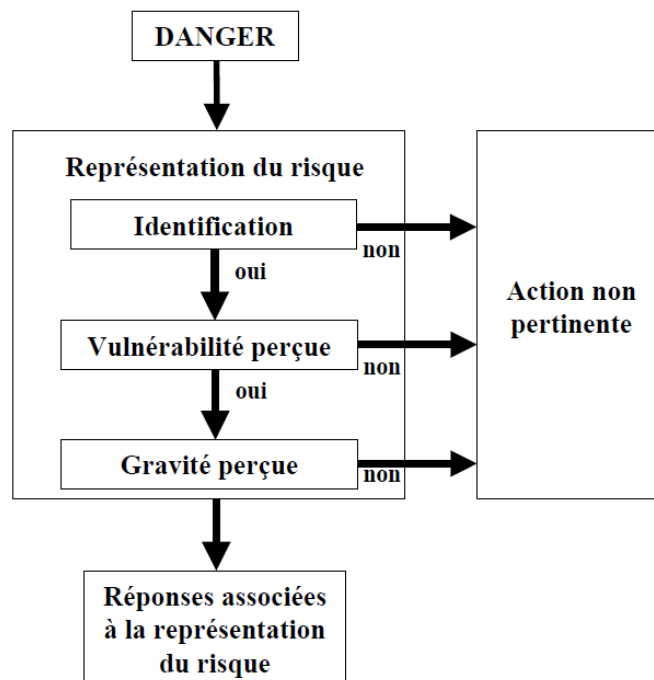 DANGER
Représentation du risque
Identification
non
oui
Action non
pertinente
Vulnérabilité perçue
non
oui
Gravité perçue
non
Réponses associées
à la représentation
du risque